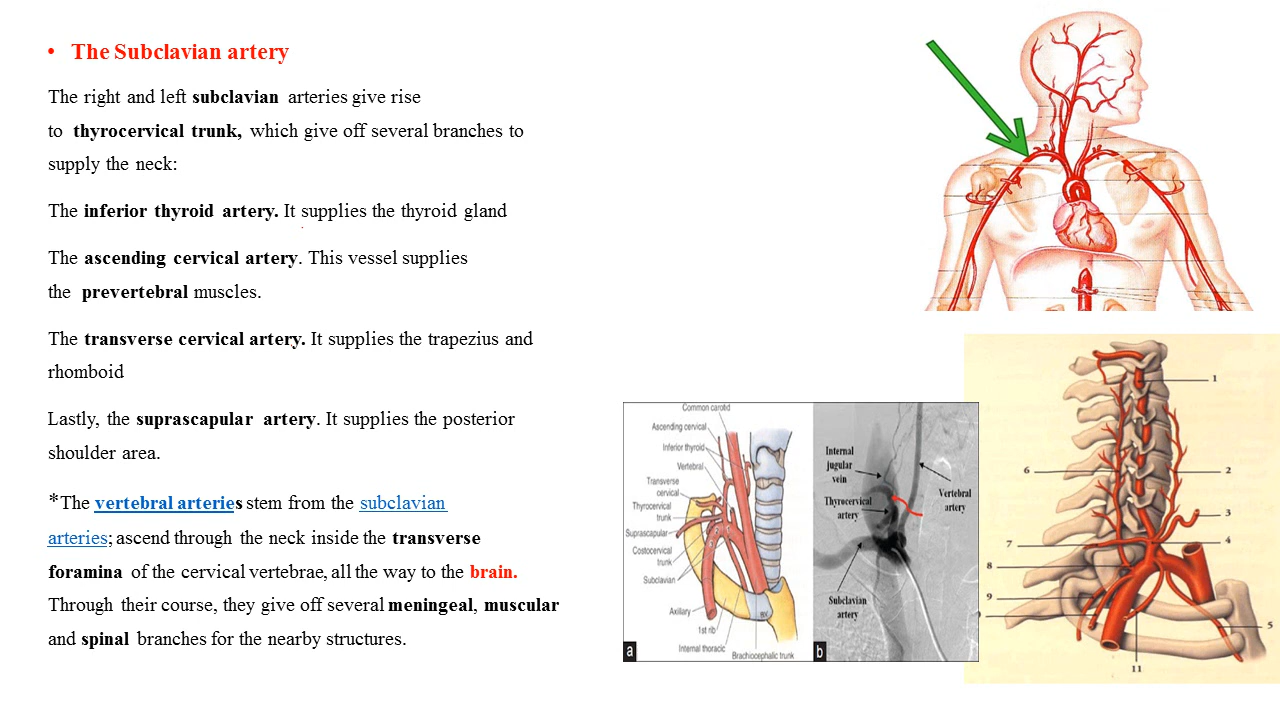 • The Subclavian artery
The right and left subclavian arteries give rise
to thyrocervical trunk, which give off several branches to
supply the neck:
The inferior thyroid artery. It supplies the thyroid gland
The ascending cervical artery. This vessel supplies
the prevertebral muscles.
The transverse cervical artery. It supplies the trapezius and
rhomboid
Lastly, the suprascapular artery. It supplies the posterior
shoulder area.
*The vertebral arteries stem from the subclavian
arteries; ascend through the neck inside the transverse
foramina of the cervical vertebrae, all the way to the brain.
Through their course, they give off several meningeal, muscular
and spinal branches for the nearby structures.
Common carotid
Ascending cervical
Inferior thyroid
Vertebral
Transverse
cervical
Thyrocervical
trunk
Suprascapular
Costocervical
trunk
Subclavian
Axillary
1st rib
Internal thoracic
Brachiocephalic trunk
a
Internal
jugular
vein
Thyrocervical
artery
Vertebral
artery
Subclavian
artery
b
1
6
2
3
7
4
8
9
5
11